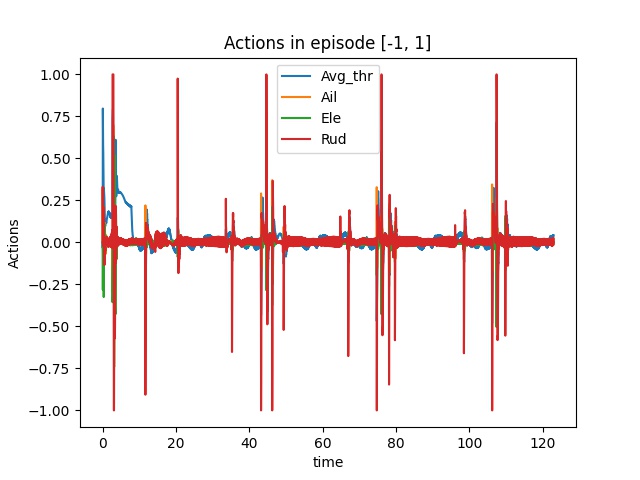 Actions in episode [-1, 1]
Avg_thr
Ail
Ele
Rud
Actions
1.00
0.75
0.50
0.25
0.00
−0.25
−0.50
−0.75
−1.00
0 20 40 60 80 100 120
time